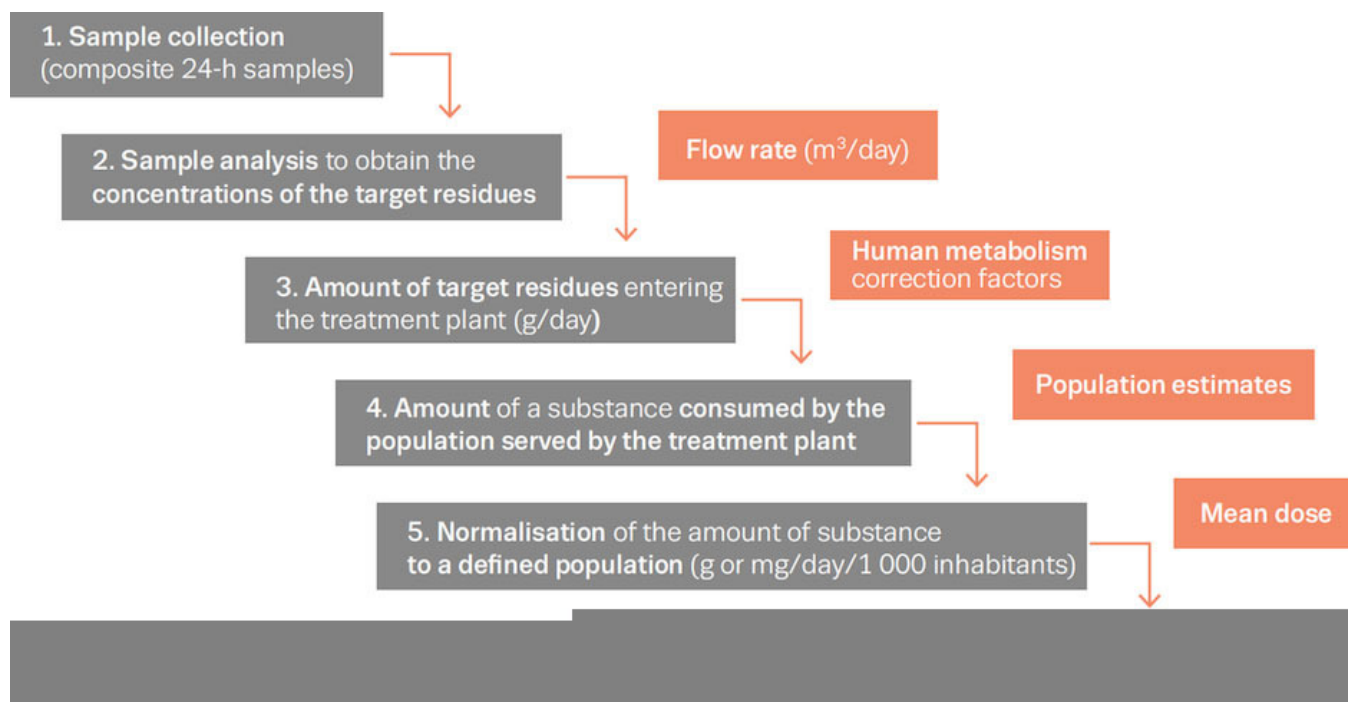 1. Sample collection
(composite 24-h samples)
2. Sample analysis to obtain the
concentrations of the target residues
Flow rate (m³/day)
3. Amount of target residues entering
the treatment plant (g/day)
Human metabolism
correction factors
4. Amount of a substance consumed by the
population served by the treatment plant
Population estimates
5. Normalisation of the amount of substance
to a defined population (g or mg/day/1 000 inhabitants)
Mean dose